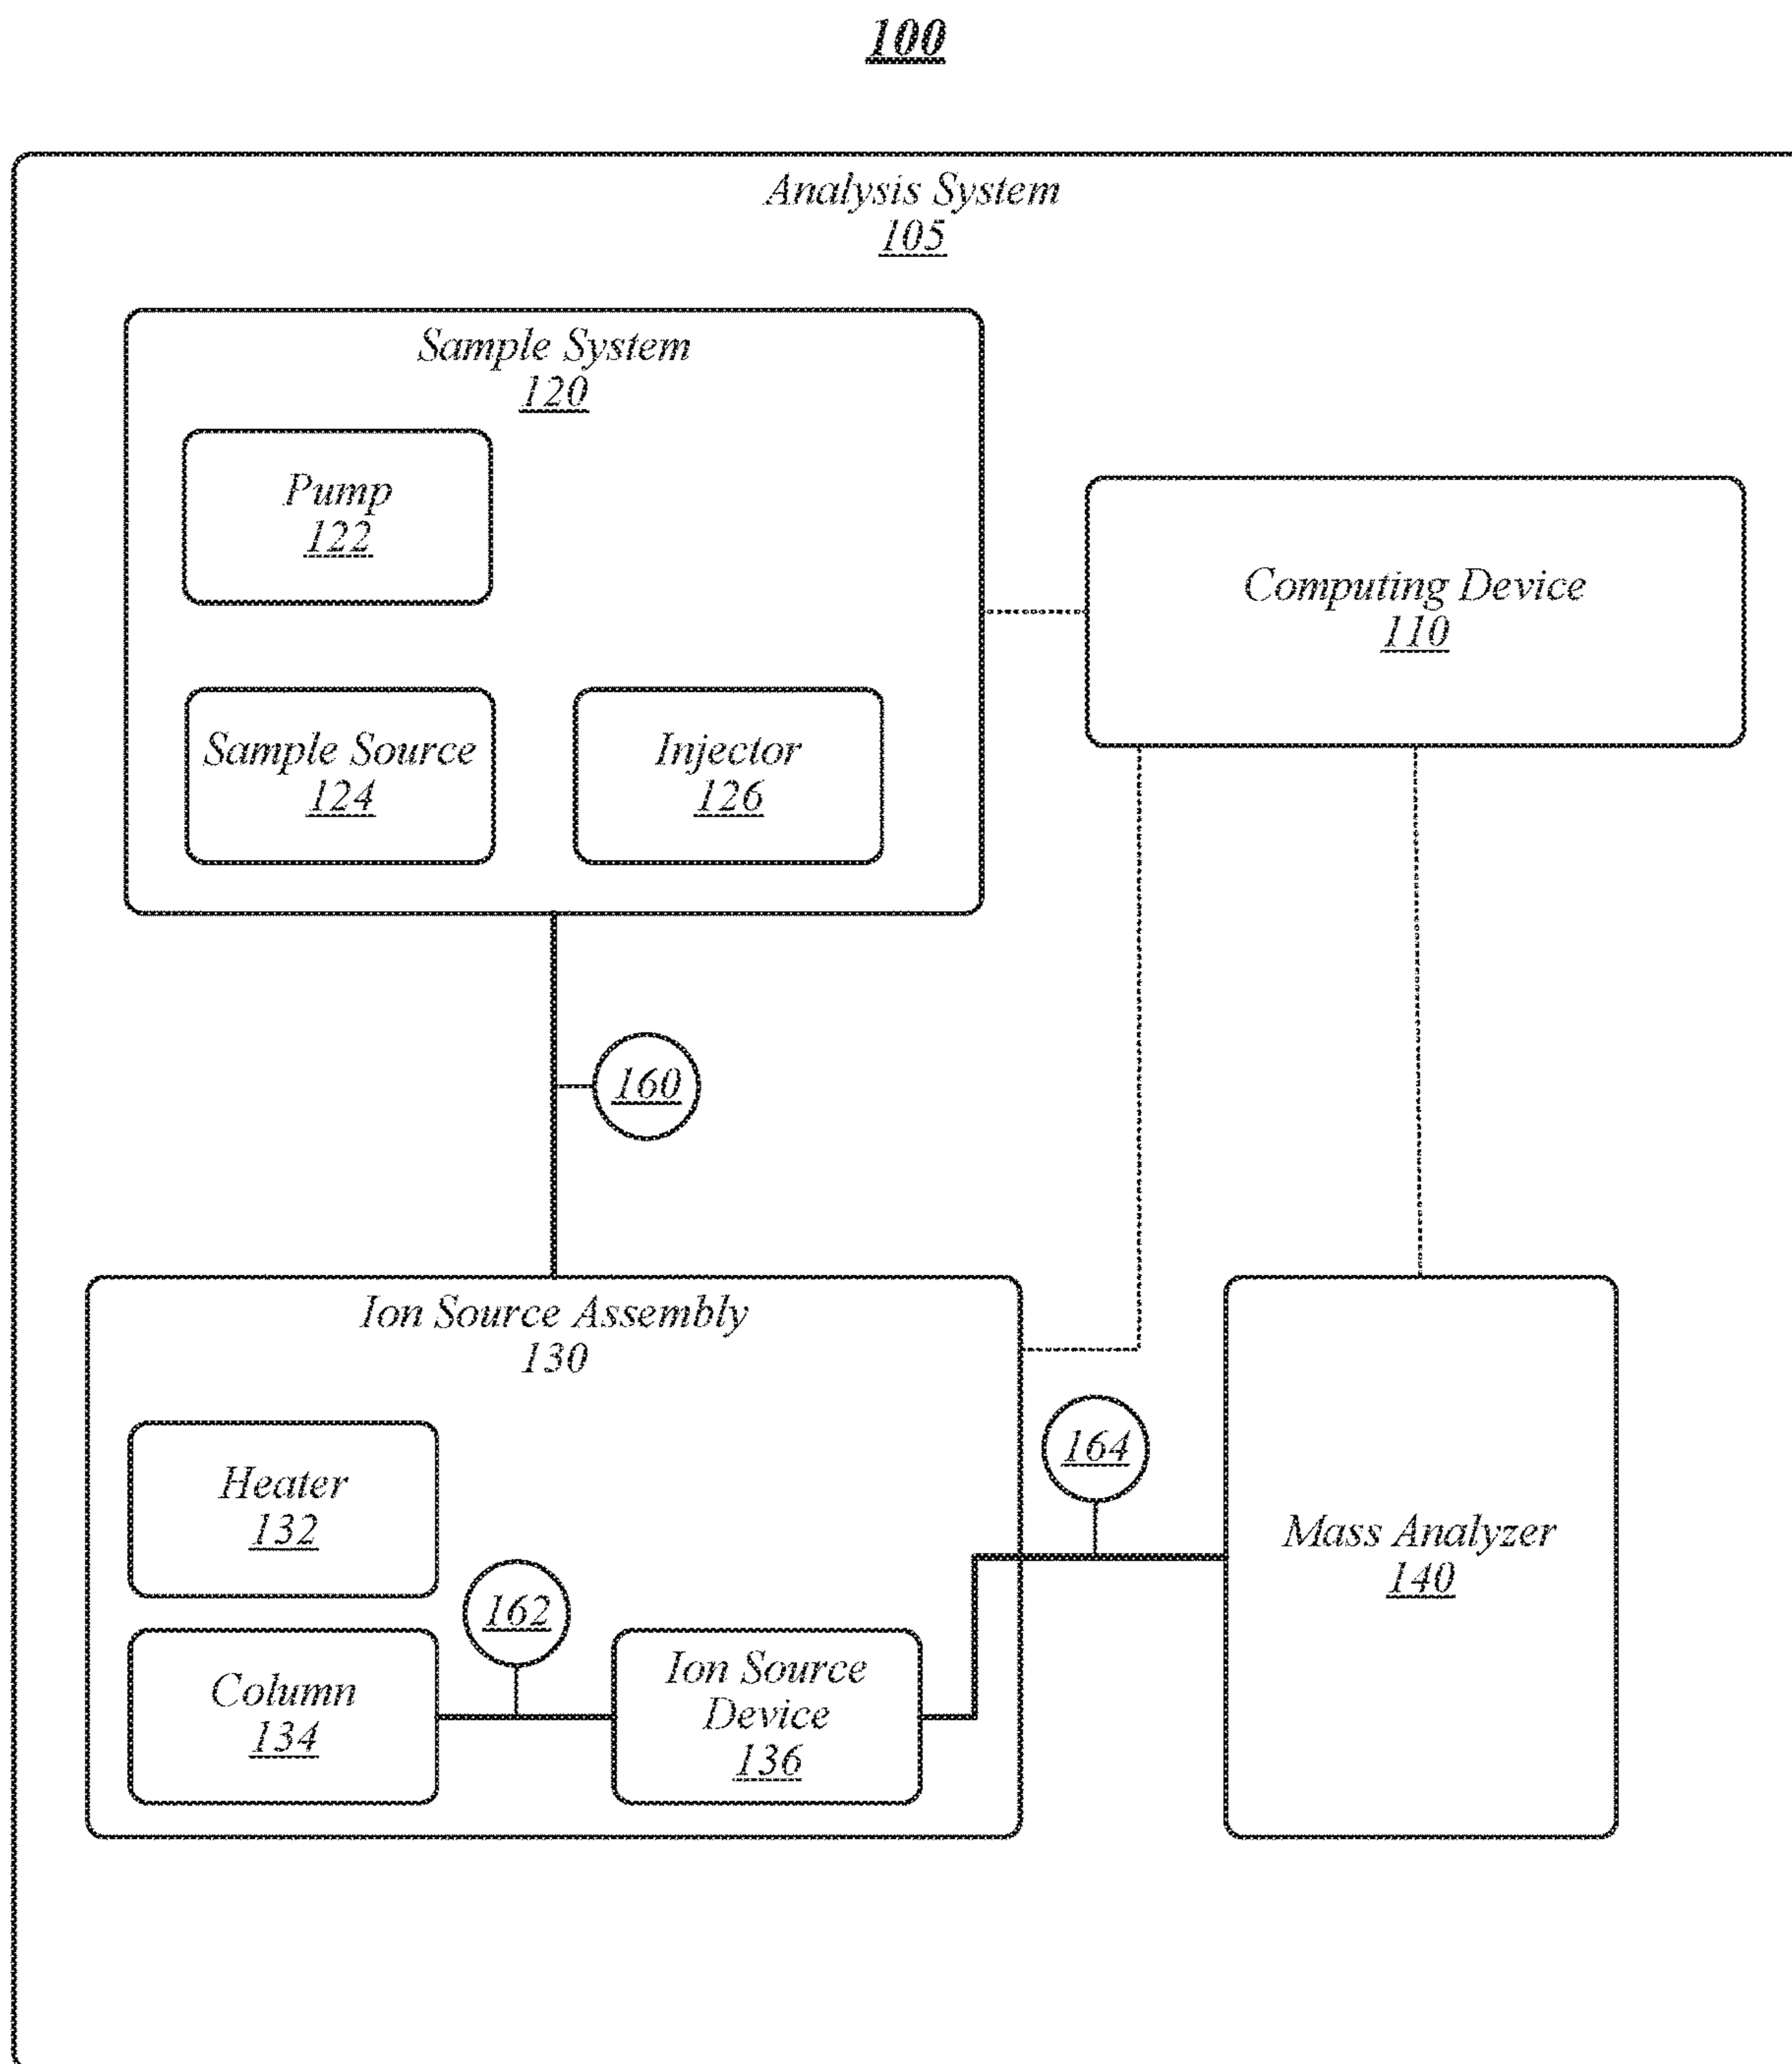 100
Analysis System
105
Sample System
120
Pump
122
Sample Source
124
Injector
126
Computing Device
110
160
Ion Source Assembly
130
Heater
132
Column
134
162
Ion Source
Device
136
164
Mass Analyzer
140